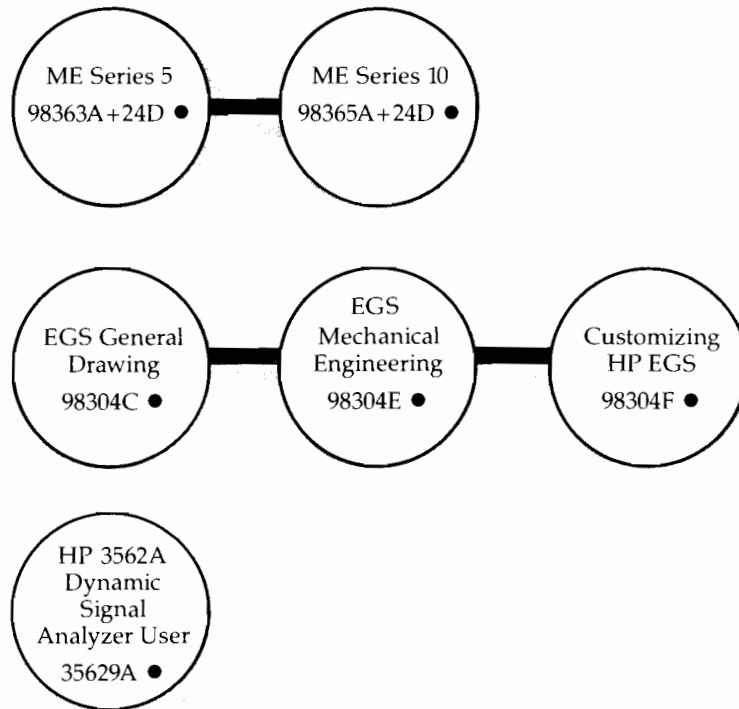 ME Series 5
98363A+24D ●
ME Series 10
98365A+24D ●
EGS General
Drawing
98304C ●
EGS
Mechanical
Engineering
98304E ●
Customizing
HP EGS
98304F ●
HP 3562A
Dynamic
Signal
Analyzer User
35629A ●